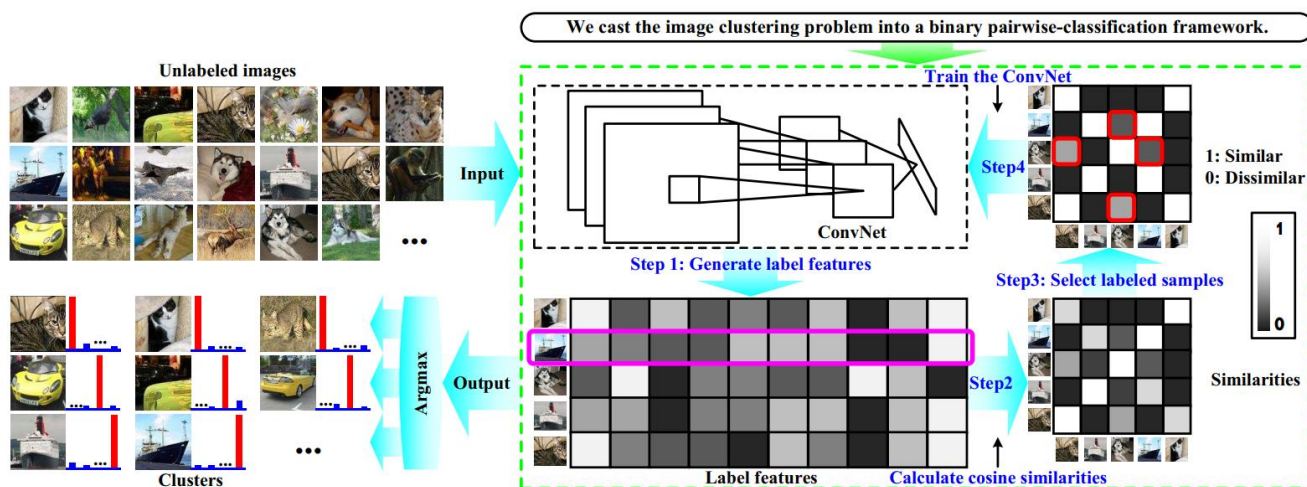 We cast the image clustering problem into a binary pairwise-classification framework.
Unlabeled images
Train the ConvNet
Input
Step4
1: Similar
0: Dissimilar
ConvNet
1
0
Step 1: Generate label features
Step3: Select labeled samples
Argmax
Output
Step2
Similarities
Clusters
Label features
Calculate cosine similarities